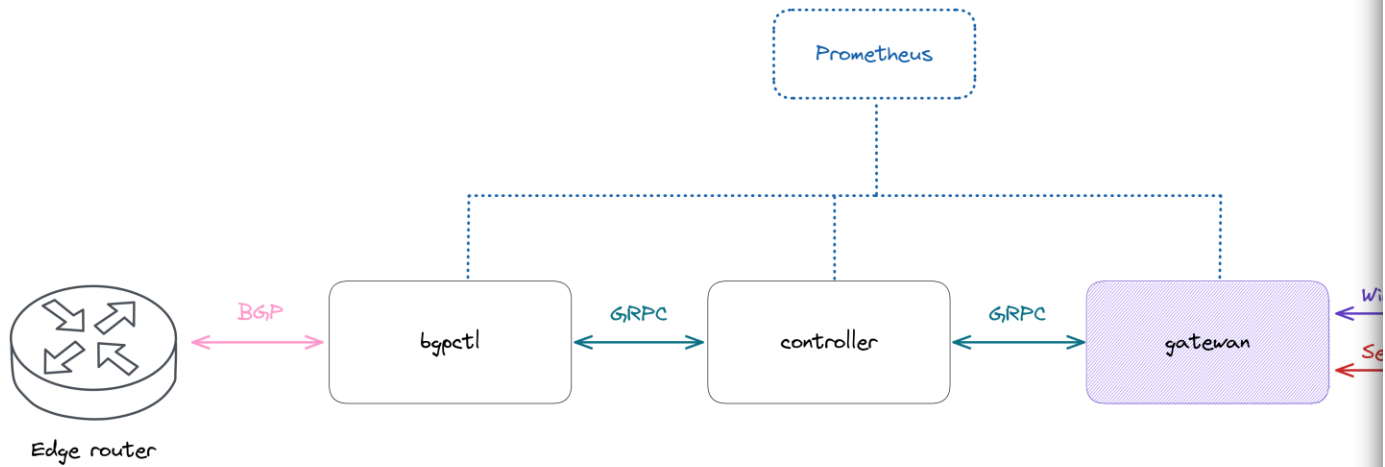 Prometheus
BGP
GRPC
GRPC
bgpctl
controller
gatewan
Edge router